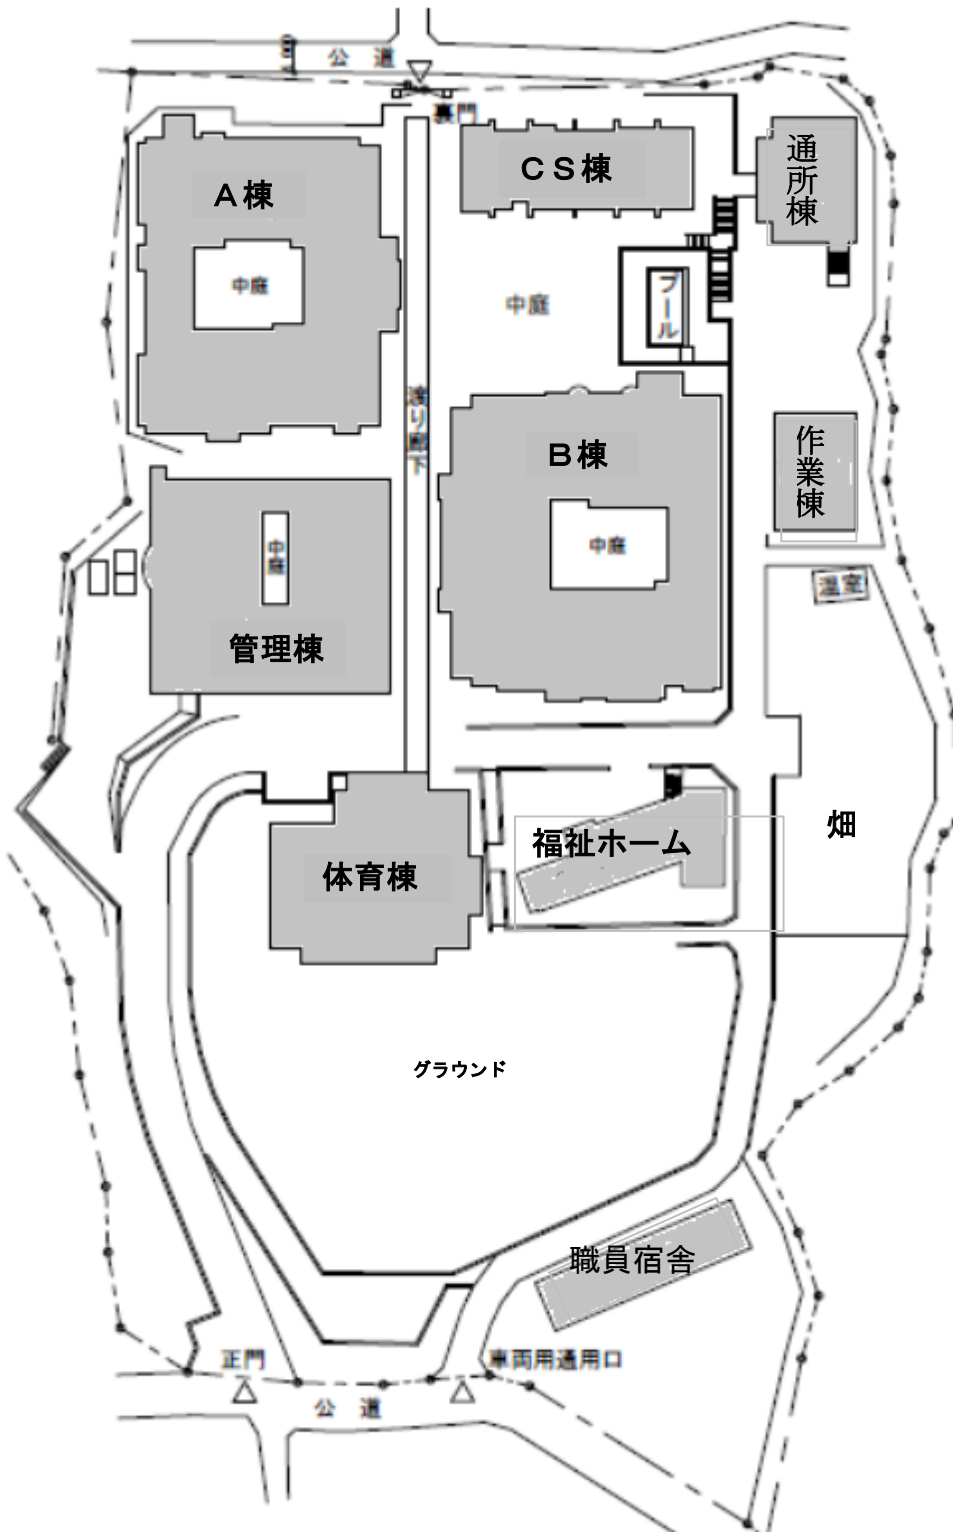 公　道
裏門
ＣＳ棟
通所棟
Ａ棟
中庭
中庭
プール
渡り廊下
Ｂ棟
作業棟
中庭
中庭
温室
管理棟
畑
福祉ホーム
体育棟
グラウンド
職員宿舎
正門
車両用通用口
公　道